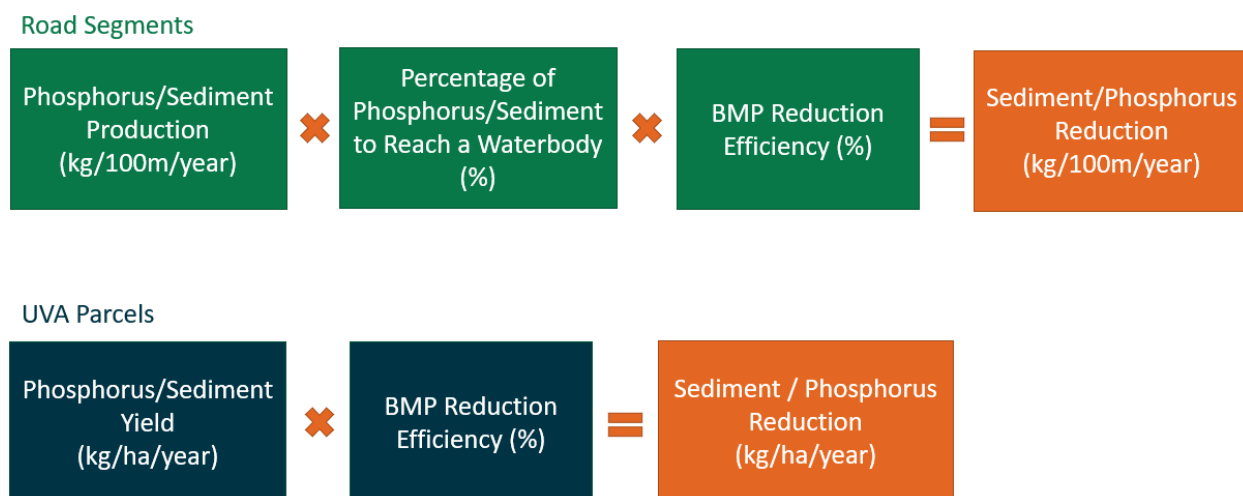 Road Segments
Phosphorus/Sediment
Production
(kg/100m/year)
Percentage of
Phosphorus/Sediment
to Reach a Waterbody
(%)
BMP Reduction
Efficiency (%)
Sediment/Phosphorus
Reduction
(kg/100m/year)
UVA Parcels
Phosphorus/Sediment
Yield
(kg/ha/year)
BMP Reduction
Efficiency (%)
Sediment / Phosphorus
Reduction
(kg/ha/year)